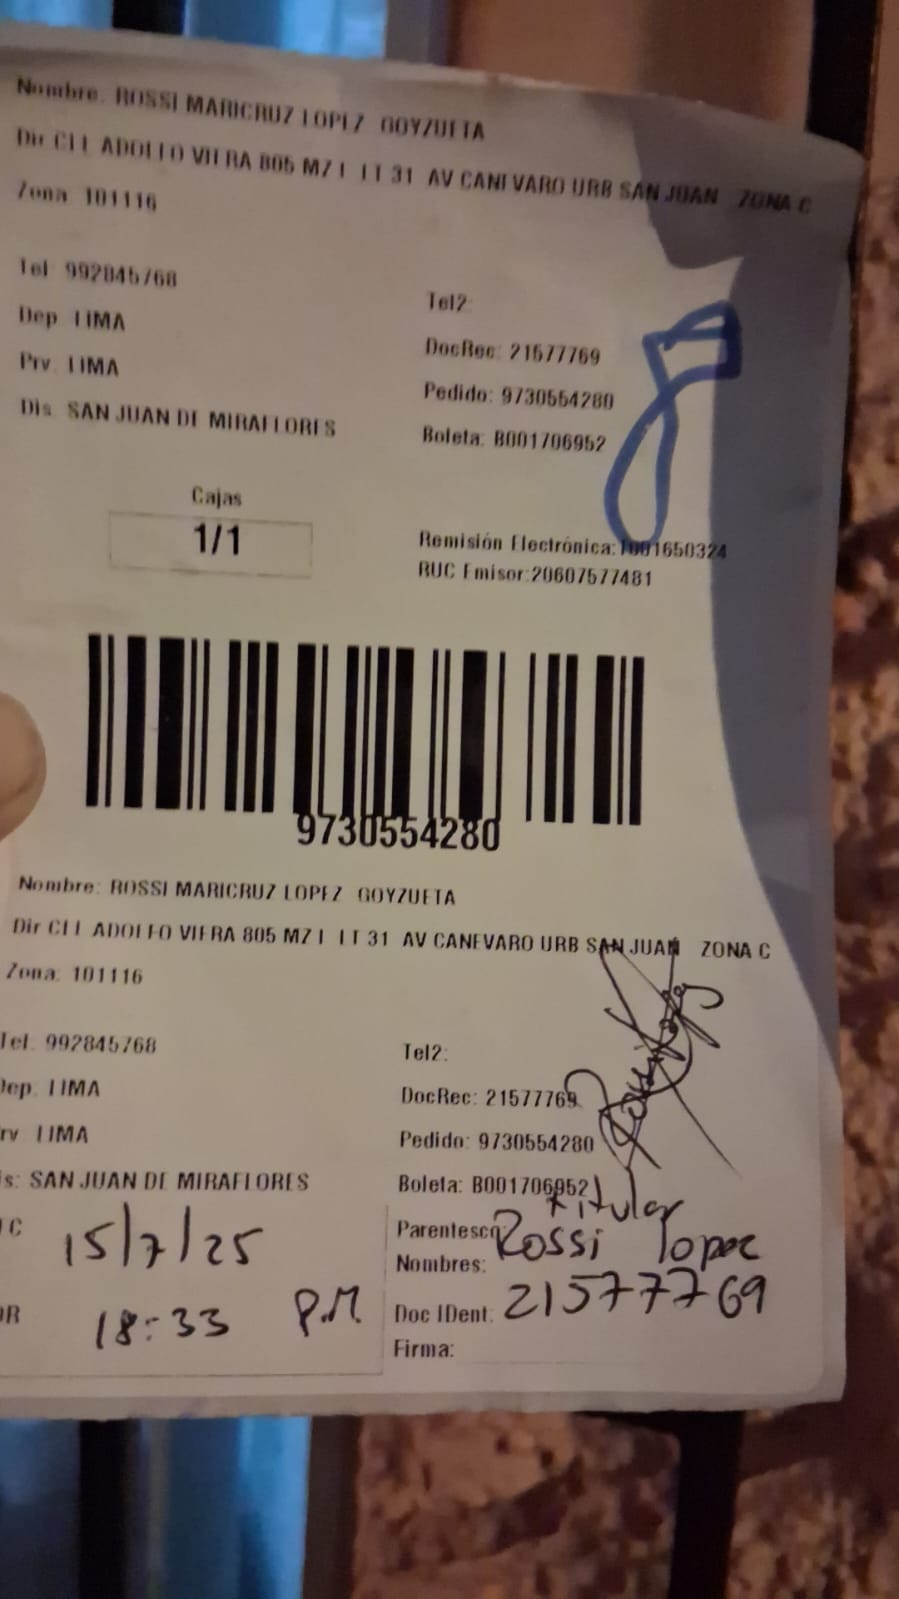 Nombre: ROSSI MARICRUZ LOPEZ GOYZUETA
Dir CLL ADOLFO VIERA 805 MZ I LT 31 AV CANEVARO URB SAN JUAN ZONA C
Zona: 101116
Tel 992845768
Tel2:
Dep. LIMA
DocRec: 21577769
Prv. LIMA
Pedido: 9730554280
Dis. SAN JUAN DE MIRAFLORES
Boleta: B001706952
Cajas
1/1
Remisión Electrónica: T001650324
RUC Emisor:20607577481
9730554280
Nombre: ROSSI MARICRUZ LOPEZ GOYZUETA
Dir CLL ADOLFO VIERA 805 MZ I LT 31 AV CANEVARO URB SAN JUAN ZONA C
Zona: 101116
Tel: 992845768
Tel2:
Dep. LIMA
DocRec: 21577769
rv LIMA
Pedido: 9730554280
is: SAN JUAN DE MIRAFLORES
Boleta: B001706952
titular
C 15/7/25
Parentesco:
Nombres: Rossi Lopez
OR 18:33 P.M.
Doc IDent: 21577769
Firma: